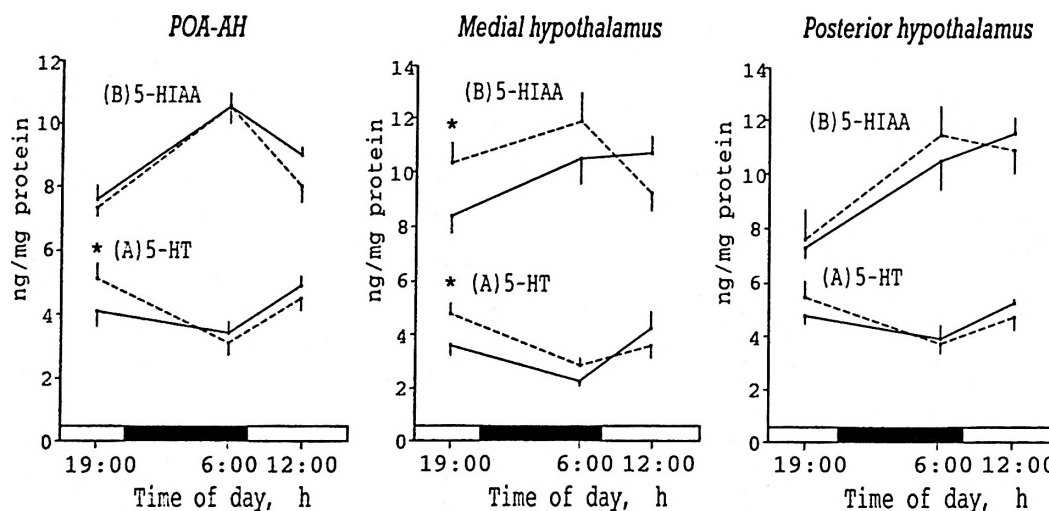 POA-AH
12
10
8
6
4
2
0
ng/mg protein
(B)5-HIAA
* (A)5-HT
19:00 6:00 12:00
Time of day, h
Medial hypothalamus
14
12
10
8
6
4
2
0
ng/mg protein
(B)5-HIAA
*
* (A)5-HT
19:00 6:00 12:00
Time of day, h
Posterior hypothalamus
14
12
10
8
6
4
2
0
ng/mg protein
(B)5-HIAA
(A)5-HT
19:00 6:00 12:00
Time of day, h